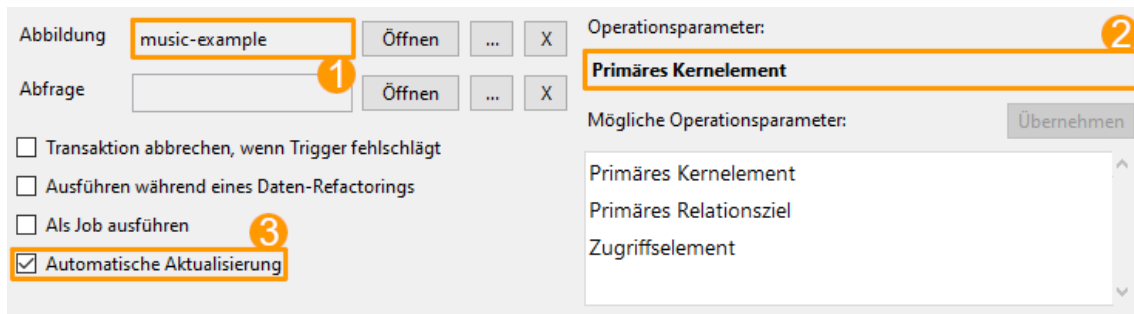 Abbildung music-example Öffnen ... X
1
Abfrage Öffnen ... X
Transaktion abbrechen, wenn Trigger fehlschlägt
Ausführen während eines Daten-Refactorings
Als Job ausführen
3
Automatische Aktualisierung
Operationsparameter:
2
Primäres Kernelement
Mögliche Operationsparameter: Übernehmen
Primäres Kernelement
Primäres Relationsziel
Zugriffselement